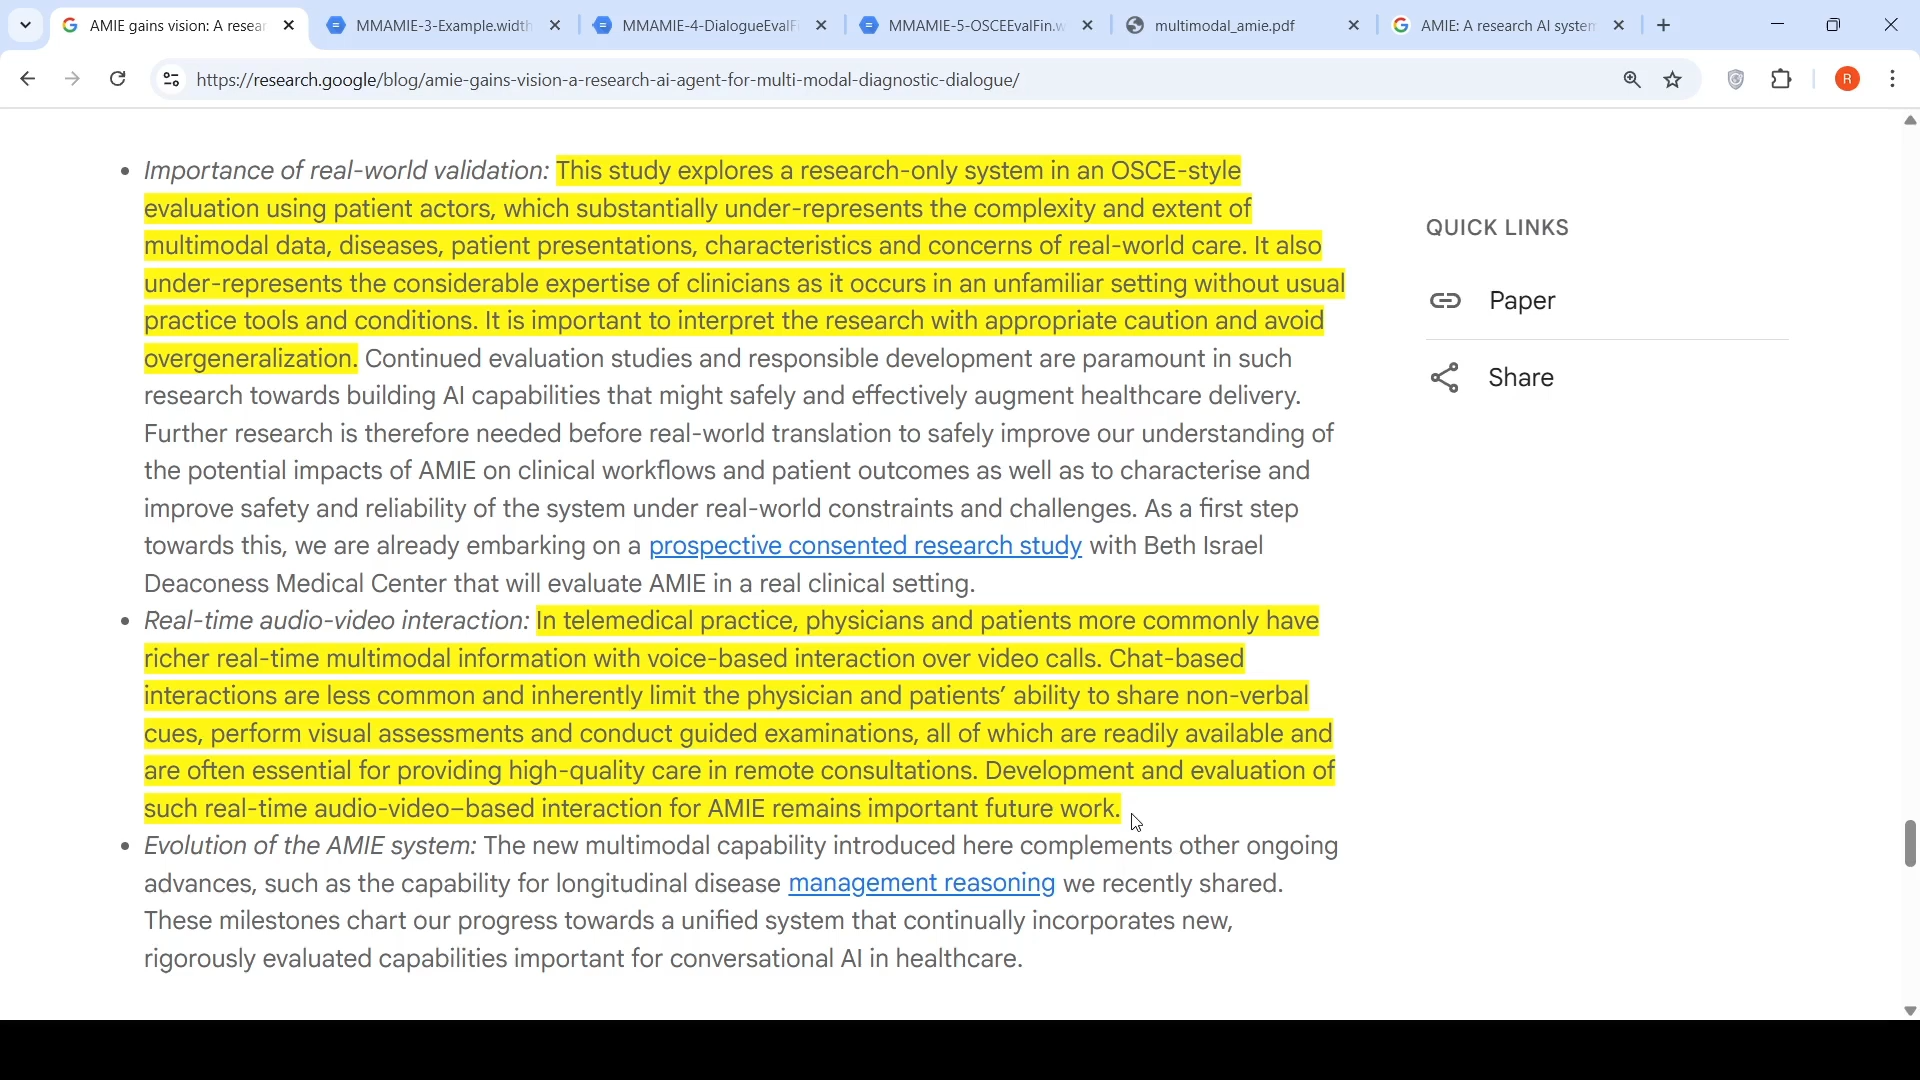 AMIE gains vision: A resear
MMAMIE-3-Example.width
MMAMIE-4-DialogueEvalFi
MMAMIE-5-OSCEEvalFin.w
multimodal_amie.pdf
AMIE: A research AI system
https://research.google/blog/amie-gains-vision-a-research-ai-agent-for-multi-modal-diagnostic-dialogue/
R
• Importance of real-world validation: This study explores a research-only system in an OSCE-style
evaluation using patient actors, which substantially under-represents the complexity and extent of
multimodal data, diseases, patient presentations, characteristics and concerns of real-world care. It also
under-represents the considerable expertise of clinicians as it occurs in an unfamiliar setting without usual
practice tools and conditions. It is important to interpret the research with appropriate caution and avoid
overgeneralization. Continued evaluation studies and responsible development are paramount in such
research towards building AI capabilities that might safely and effectively augment healthcare delivery.
Further research is therefore needed before real-world translation to safely improve our understanding of
the potential impacts of AMIE on clinical workflows and patient outcomes as well as to characterise and
improve safety and reliability of the system under real-world constraints and challenges. As a first step
towards this, we are already embarking on a prospective consented research study with Beth Israel
Deaconess Medical Center that will evaluate AMIE in a real clinical setting.
• Real-time audio-video interaction: In telemedical practice, physicians and patients more commonly have
richer real-time multimodal information with voice-based interaction over video calls. Chat-based
interactions are less common and inherently limit the physician and patients’ ability to share non-verbal
cues, perform visual assessments and conduct guided examinations, all of which are readily available and
are often essential for providing high-quality care in remote consultations. Development and evaluation of
such real-time audio-video–based interaction for AMIE remains important future work.
• Evolution of the AMIE system: The new multimodal capability introduced here complements other ongoing
advances, such as the capability for longitudinal disease management reasoning we recently shared.
These milestones chart our progress towards a unified system that continually incorporates new,
rigorously evaluated capabilities important for conversational AI in healthcare.
QUICK LINKS
Paper
Share